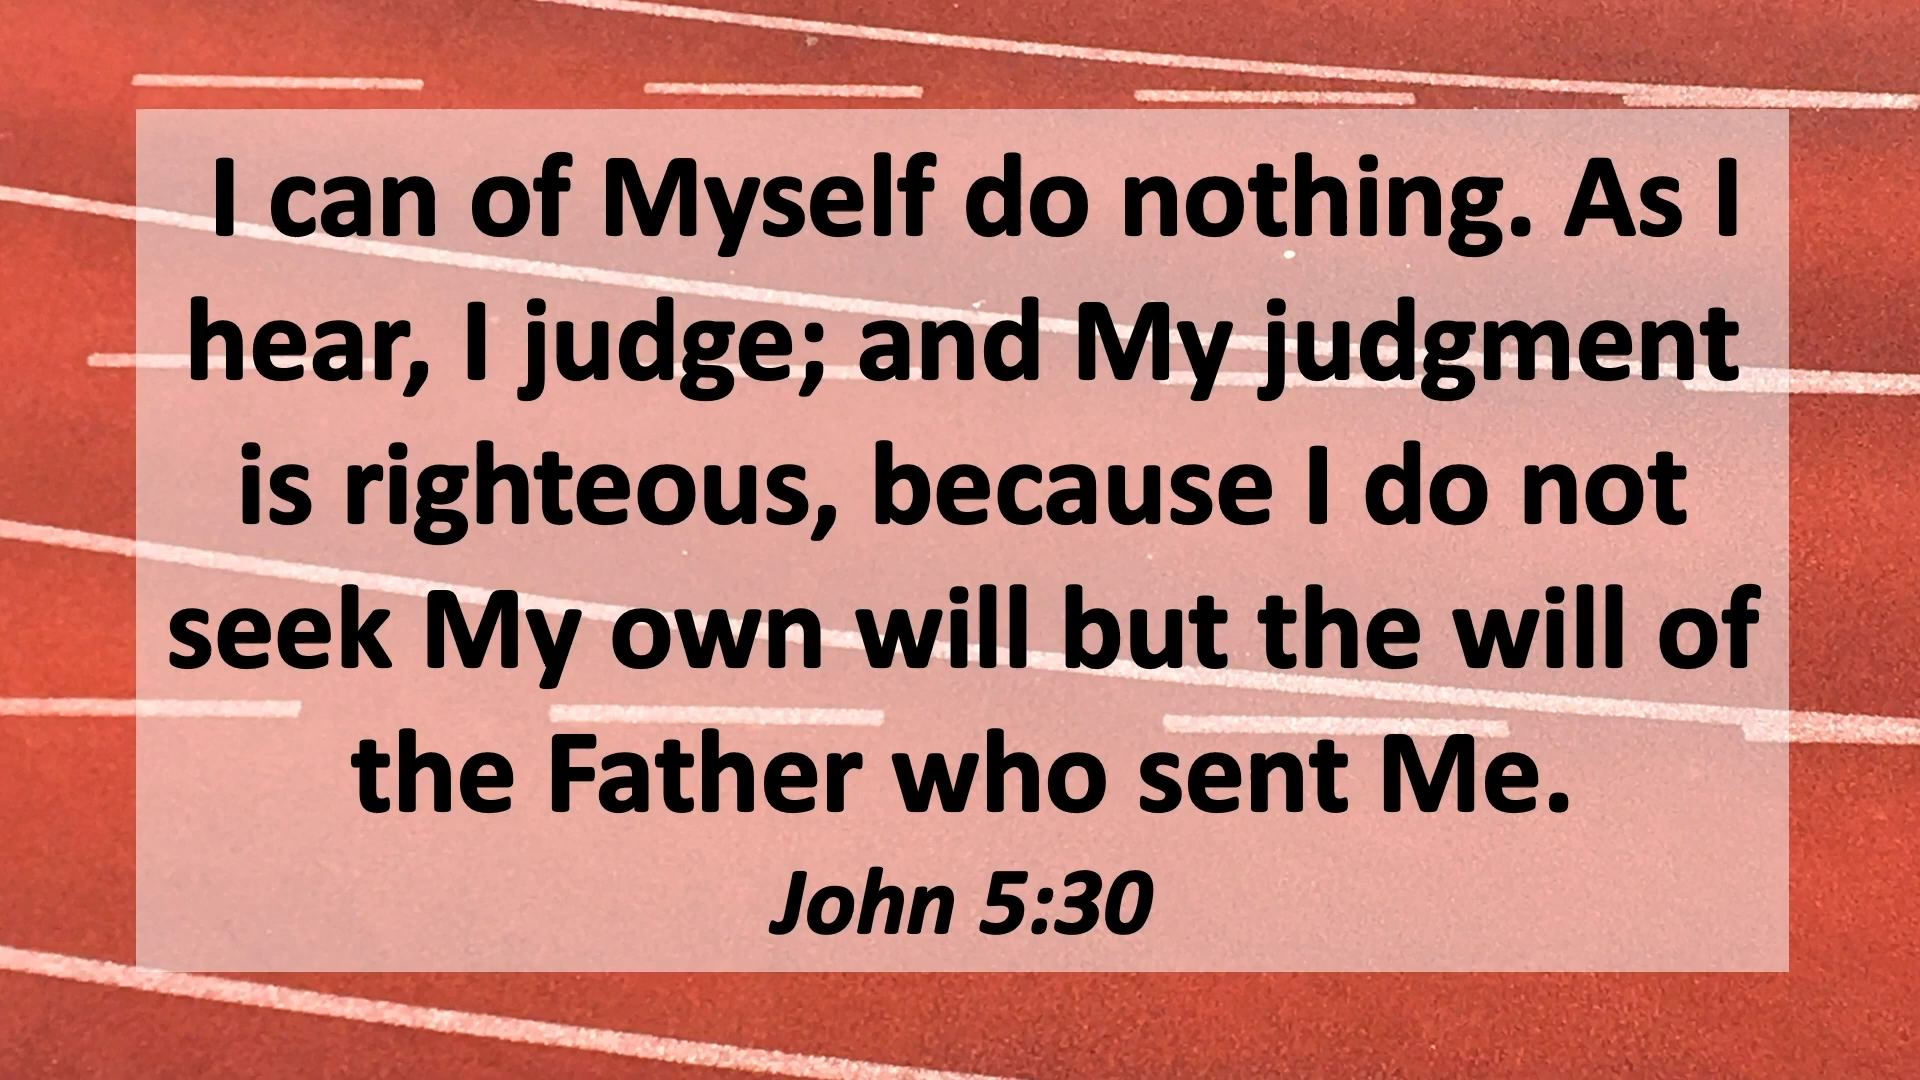 I can of Myself do nothing. As I
hear, I judge; and My judgment
is righteous, because I do not
seek My own will but the will of
the Father who sent Me.
John 5:30